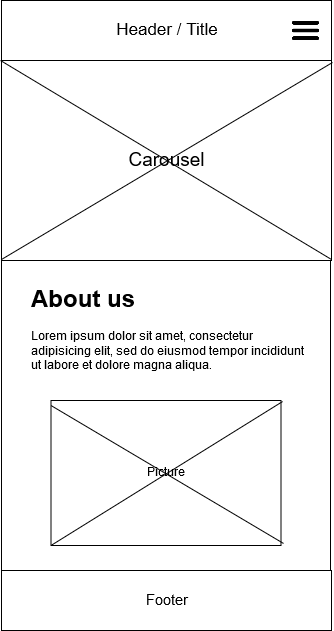 Header / Title
Carousel
About us
Lorem ipsum dolor sit amet, consectetur
adipisicing elit, sed do eiusmod tempor incididunt
ut labore et dolore magna aliqua.
Picture
Footer